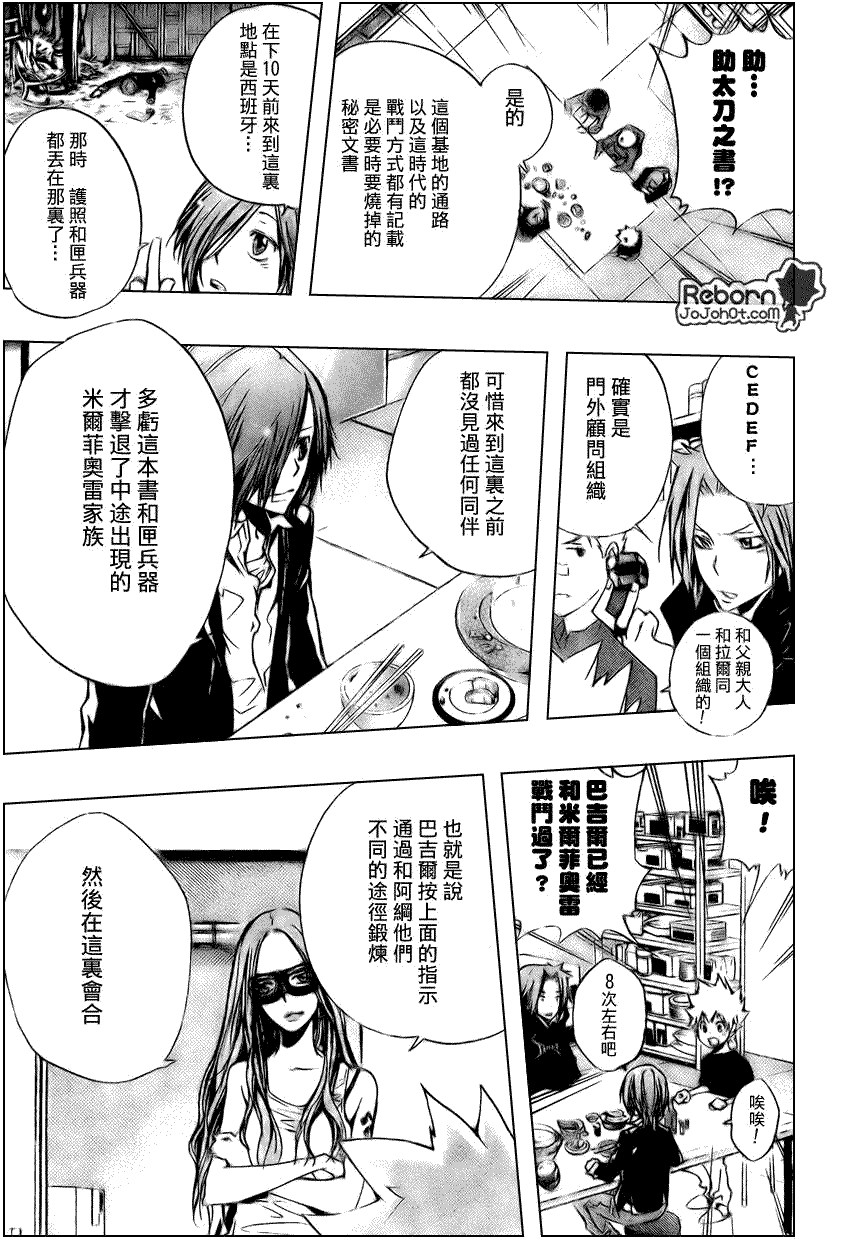 助…
助太刀之書!?
是的
這個基地的通路
以及這時代的
戰鬥方式都有記載
是必要時要燒掉的
秘密文書
在下10天前來到這裏
地點是西班牙…
那時 護照和匣兵器
都丟在那裏了…
Reborn
JoJoHot.com
CEDEF…
確實是
門外顧問組織
和父親大人
和拉爾同
一個組織的!
可惜來到這裏之前
都沒見過任何同伴
多虧這本書和匣兵器
才擊退了中途出現的
米爾菲奧雷家族
唉!
巴吉爾已經
和米爾菲奧雷
戰鬥過了?
8次左右吧
唉唉!
也就是說
巴吉爾按上面的指示
通過和阿綱他們
不同的途徑鍛煉
然後在這裏會合